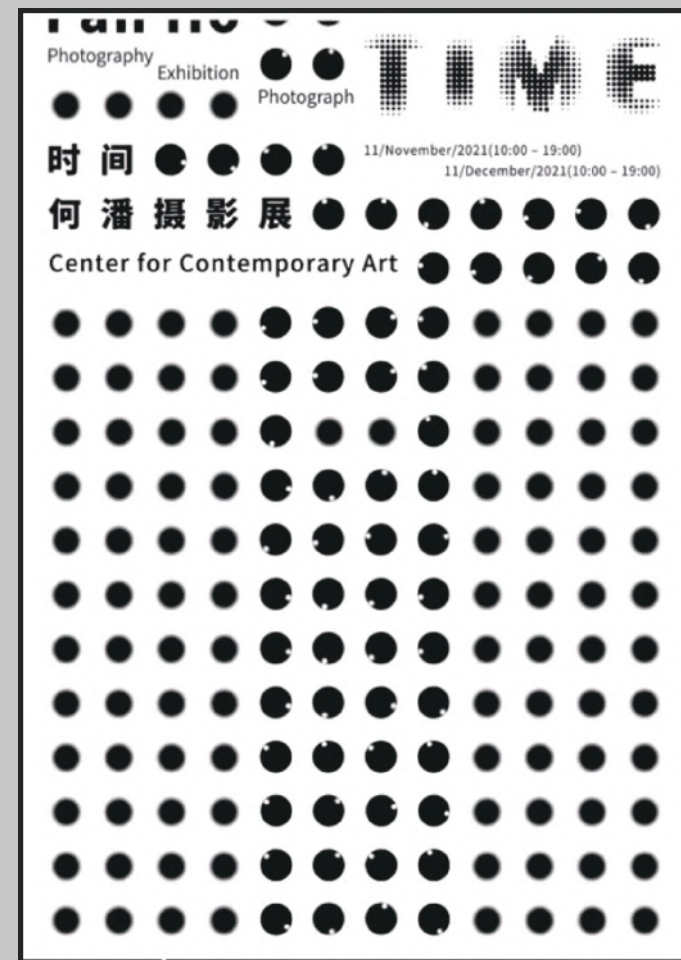 Photography
Exhibition
Photograph
TIME
11/November/2021(10:00 – 19:00)
11/December/2021(10:00 – 19:00)
时间
何潘摄影展
Center for Contemporary Art